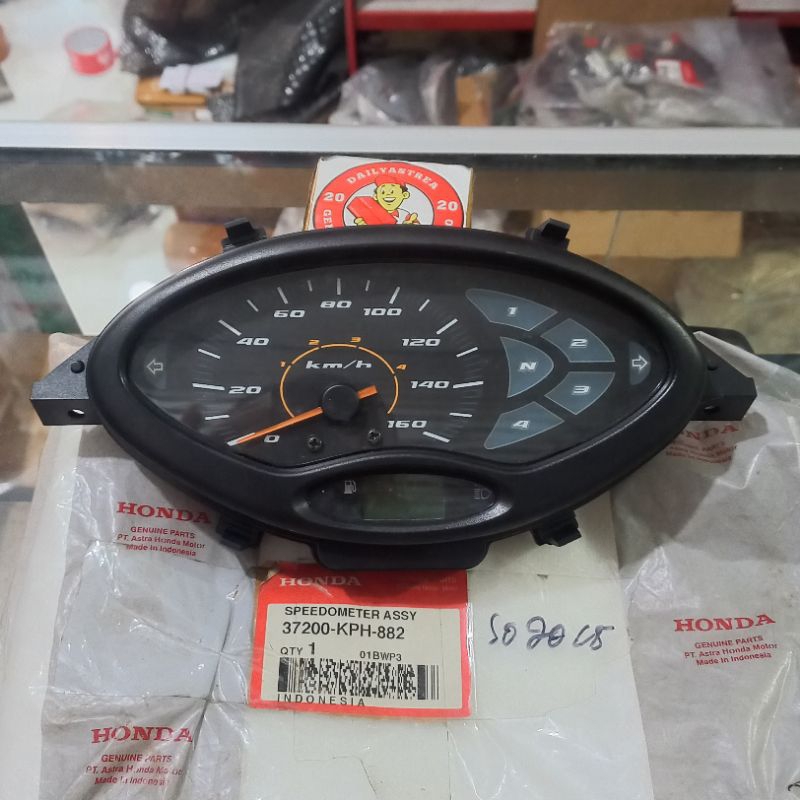 DAILYASTREA
20
20
GEN
0
20
40
60
80
100
120
140
160
1
2
3
4
km/h
1
2
N
3
4
HONDA
GENUINE PARTS
PT. Astra Honda Motor
Made in Indonesia
HONDA
HONDA
SPEEDOMETER ASSY
37200-KPH-882
QTY 1 01BWP3
INDONESIA
HONDA
GENUINE PARTS
PT. Astra Honda Motor
Made in Indonesia
HONDA
GENUINE PARTS
PT. Astra Honda Motor
Made in Indonesia